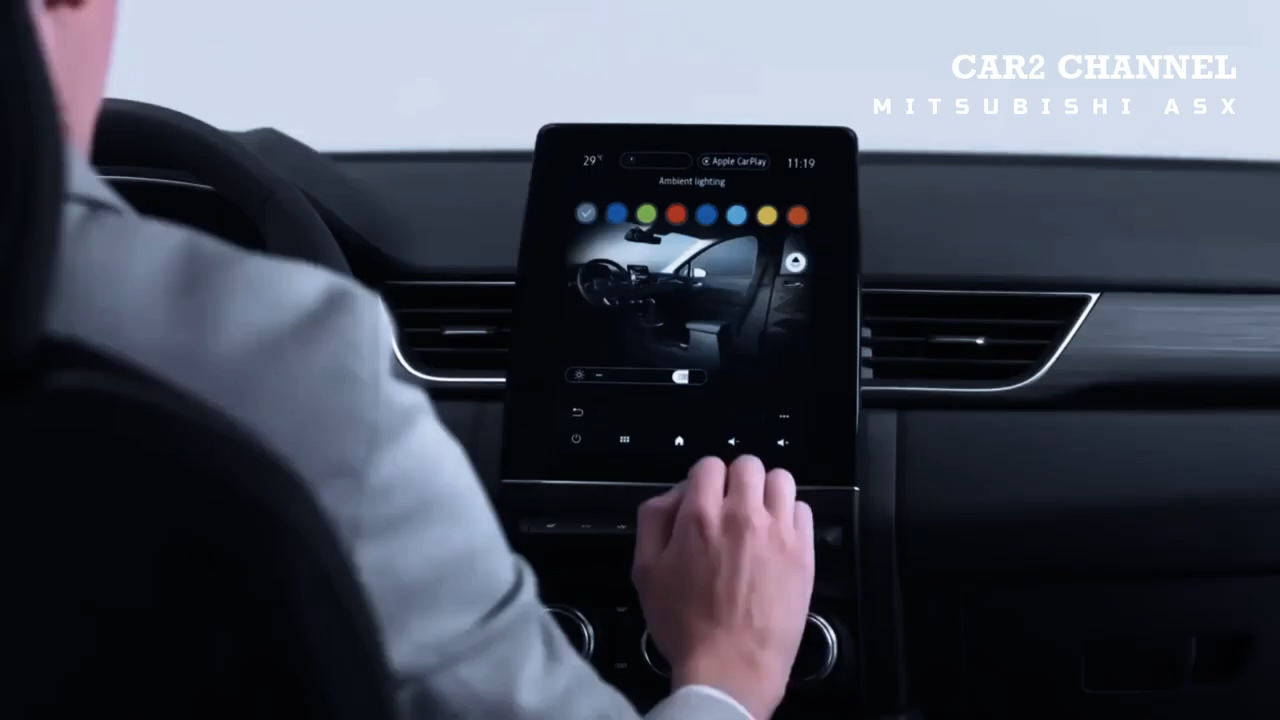 CAR2 CHANNEL
MITSUBISHI ASX
29°
Apple CarPlay
11:19
Ambient lighting